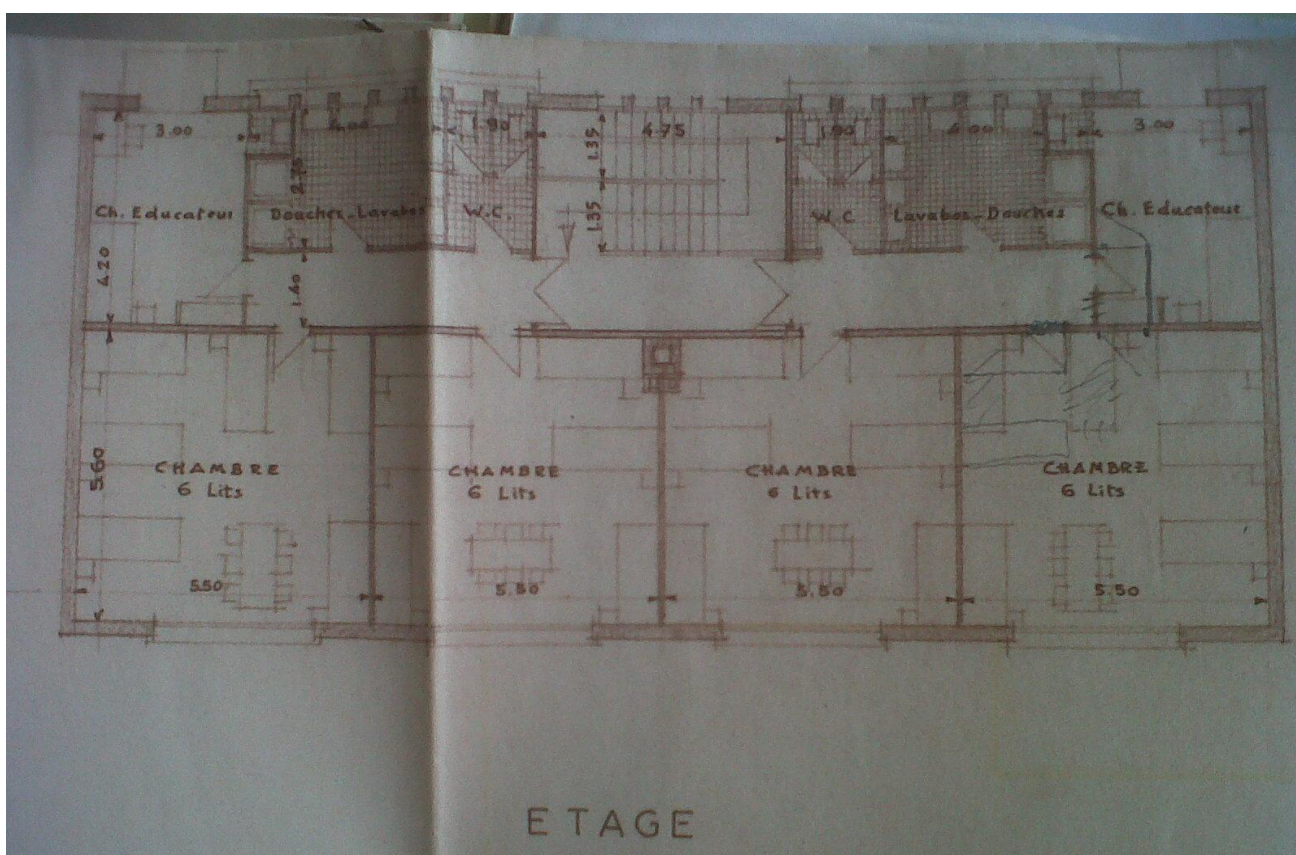 3.00
4.00
1.90
4.75
1.90
4.00
3.00
1.35
1.35
Ch. Educateur
Douches-Lavabos
W.C.
W.C
Lavabos-Douches
Ch. Educateur
4.20
1.40
5.60
CHAMBRE
6 Lits
CHAMBRE
6 Lits
CHAMBRE
6 Lits
CHAMBRE
6 Lits
5.50
5.50
5.50
5.50
ETAGE